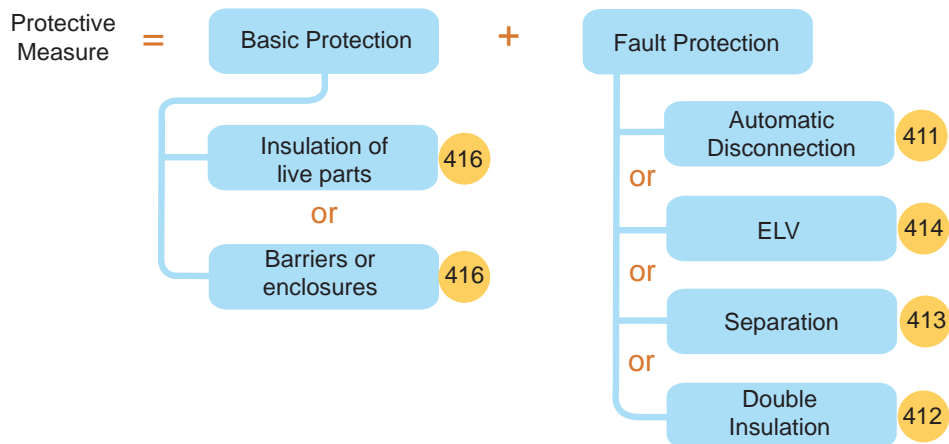 Protective
Measure
=
Basic Protection
+
Fault Protection
Insulation of
live parts
416
or
Barriers or
enclosures
416
Automatic
Disconnection
411
or
ELV
414
or
Separation
413
or
Double
Insulation
412